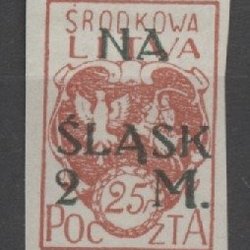 ŚRODKOWA
LITWA
NA
ŚLĄSK
2 M.
25
POCZTA